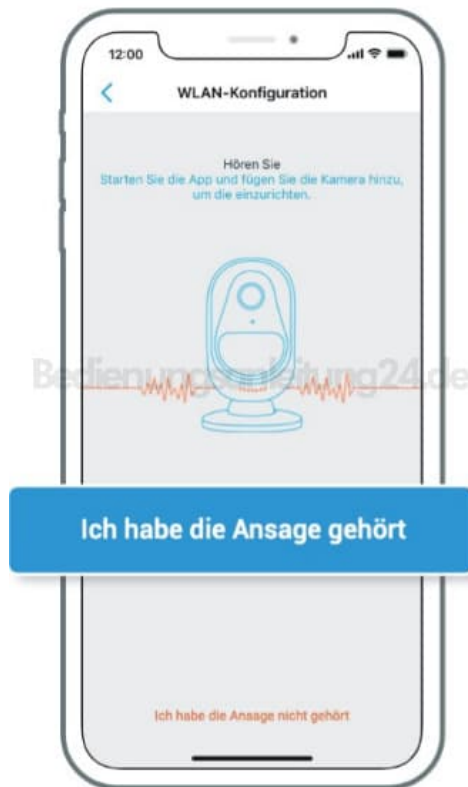 12:00
WLAN-Konfiguration
Hören Sie
Starten Sie die App und fügen Sie die Kamera hinzu,
um die einzurichten.
Bedienungsanleitung24.de
Ich habe die Ansage gehört
Ich habe die Ansage nicht gehört